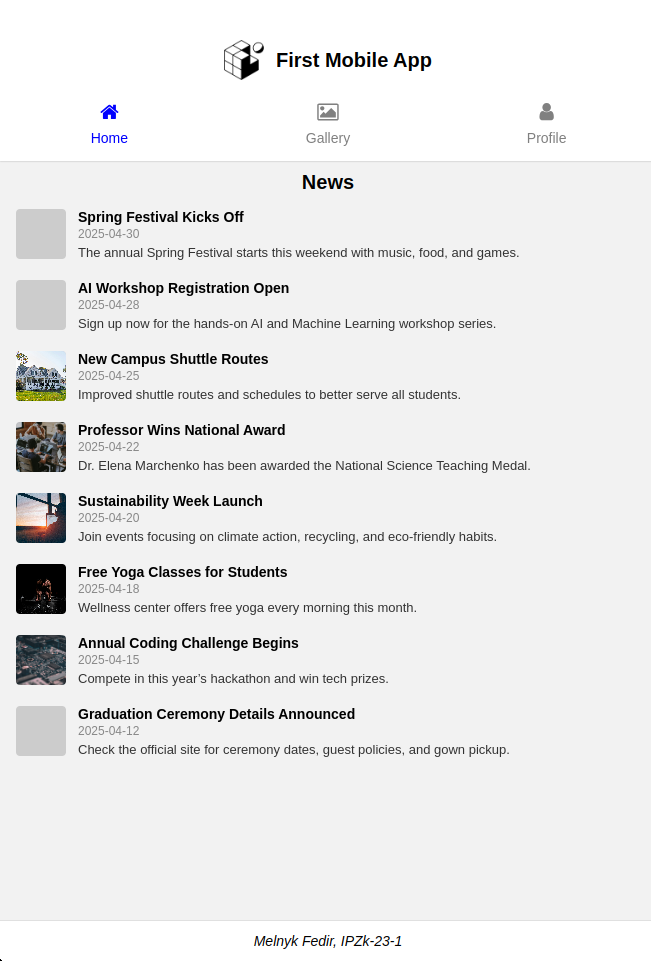 First Mobile App
Home
Gallery
Profile
News
Spring Festival Kicks Off
2025-04-30
The annual Spring Festival starts this weekend with music, food, and games.
AI Workshop Registration Open
2025-04-28
Sign up now for the hands-on AI and Machine Learning workshop series.
New Campus Shuttle Routes
2025-04-25
Improved shuttle routes and schedules to better serve all students.
Professor Wins National Award
2025-04-22
Dr. Elena Marchenko has been awarded the National Science Teaching Medal.
Sustainability Week Launch
2025-04-20
Join events focusing on climate action, recycling, and eco-friendly habits.
Free Yoga Classes for Students
2025-04-18
Wellness center offers free yoga every morning this month.
Annual Coding Challenge Begins
2025-04-15
Compete in this year’s hackathon and win tech prizes.
Graduation Ceremony Details Announced
2025-04-12
Check the official site for ceremony dates, guest policies, and gown pickup.
Melnyk Fedir, IPZk-23-1